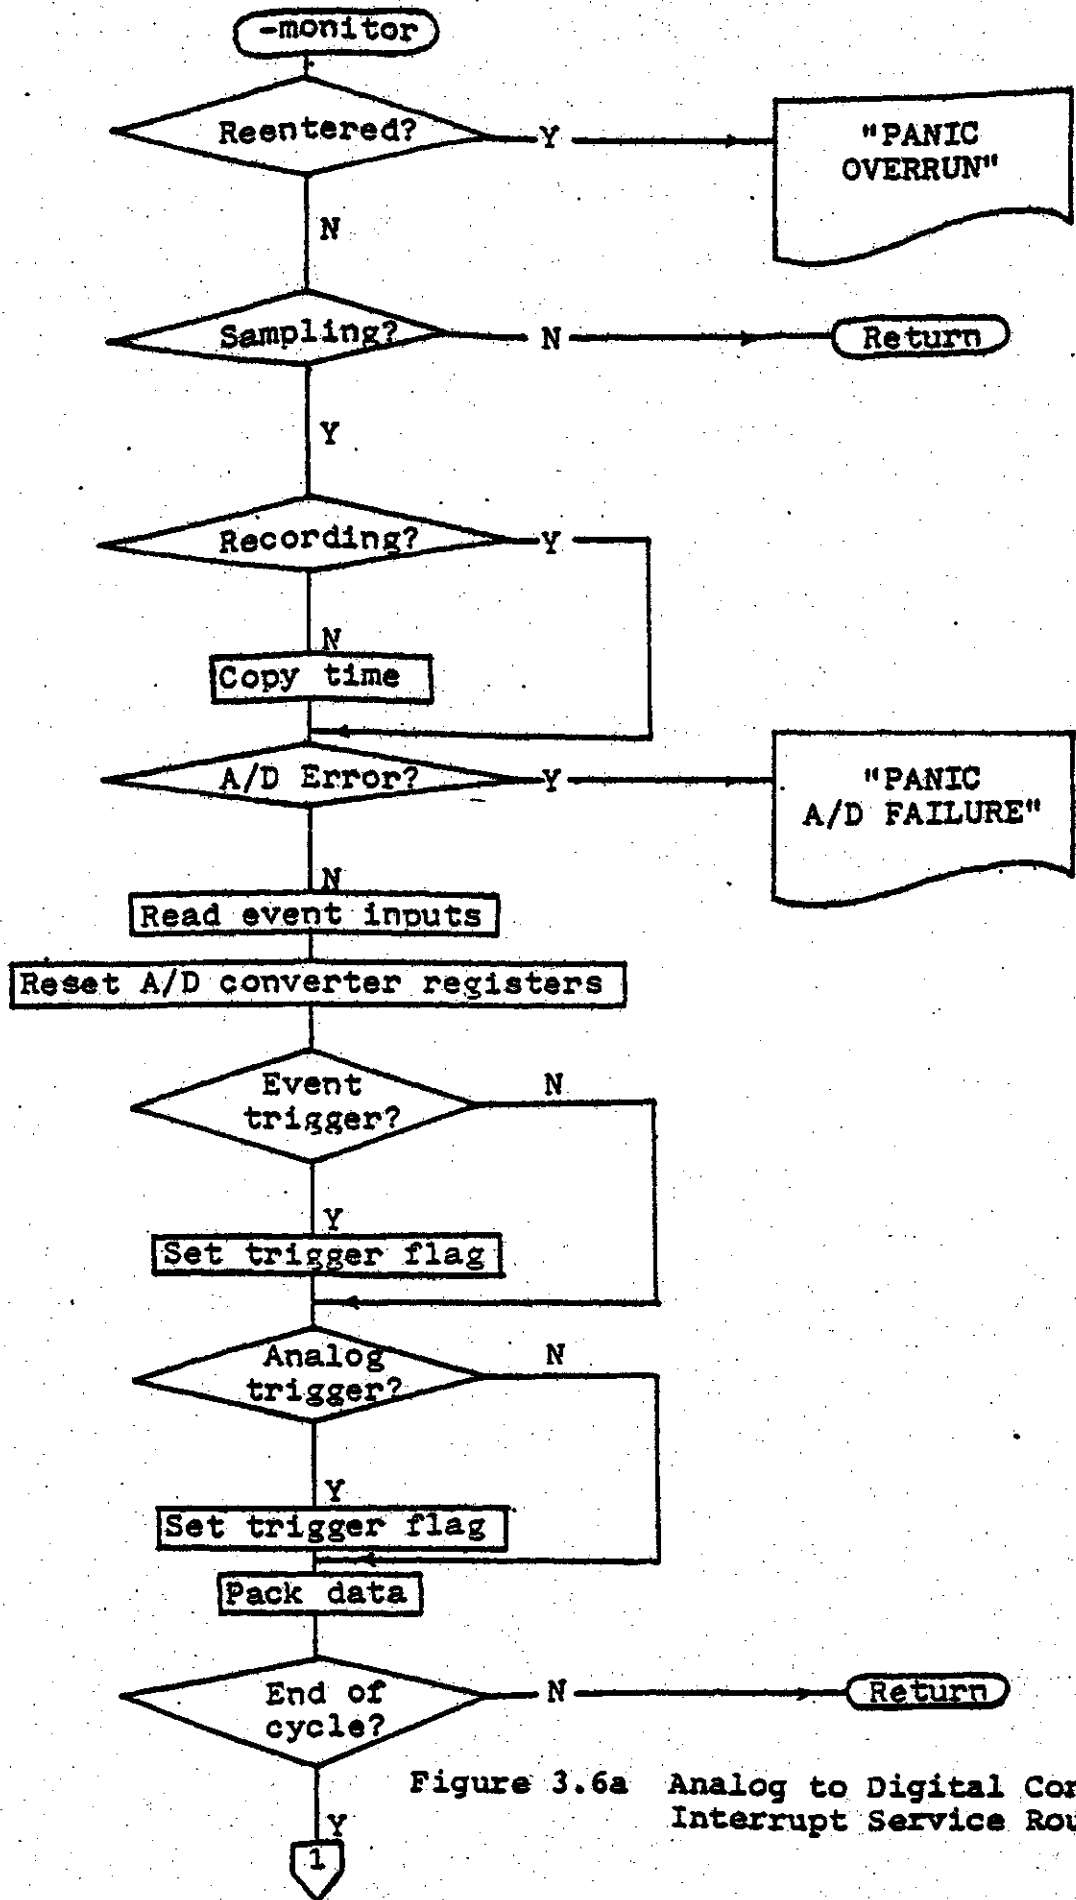 -monitor
Reentered?
Y
"PANIC
OVERRUN"
N
Sampling?
N
Return
Y
Recording?
Y
N
Copy time
A/D Error?
Y
"PANIC
A/D FAILURE"
N
Read event inputs
Reset A/D converter registers
Event
trigger?
N
Y
Set trigger flag
Analog
trigger?
N
Y
Set trigger flag
Pack data
End of
cycle?
N
Return
Figure 3.6a Analog to Digital Con
Interrupt Service Rou
Y
1